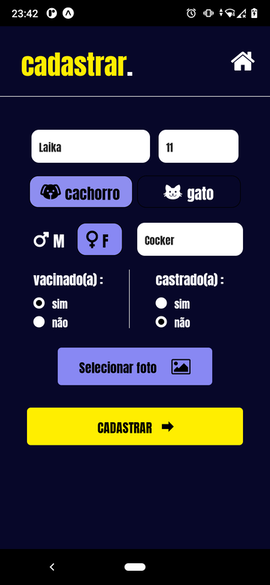 23:42
cadastrar.
Laika 11
cachorro gato
M F Cocker
vacinado(a) : castrado(a) :
sim sim
não não
Selecionar foto
CADASTRAR